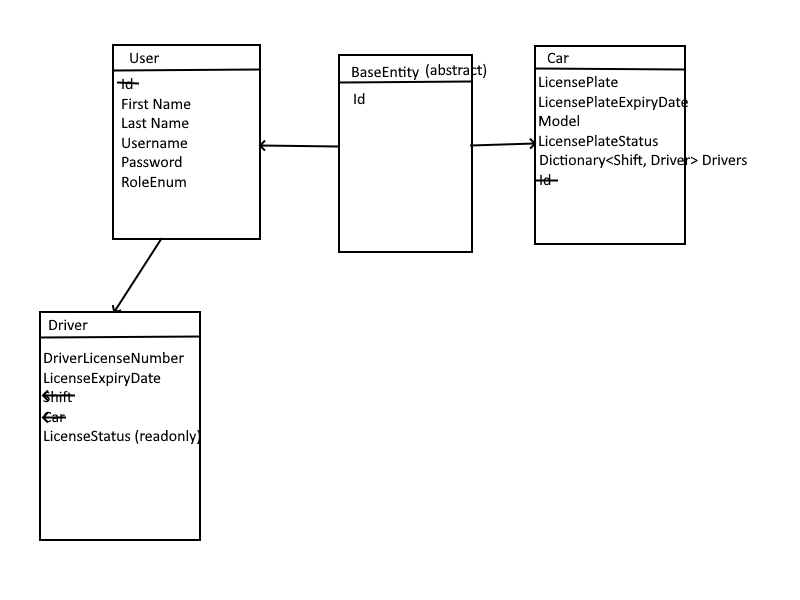 User
Id
First Name
Last Name
Username
Password
RoleEnum
BaseEntity (abstract)
Id
Car
LicensePlate
LicensePlateExpiryDate
Model
LicensePlateStatus
Dictionary<Shift, Driver> Drivers
Id
Driver
DriverLicenseNumber
LicenseExpiryDate
Shift
Car
LicenseStatus (readonly)